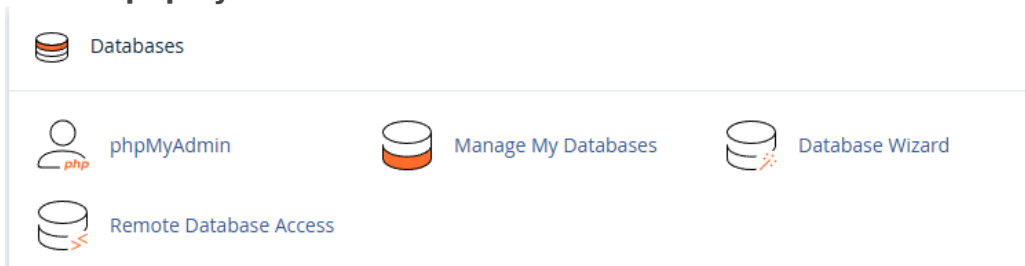 Databases
phpMyAdmin
Manage My Databases
Database Wizard
php
Remote Database Access